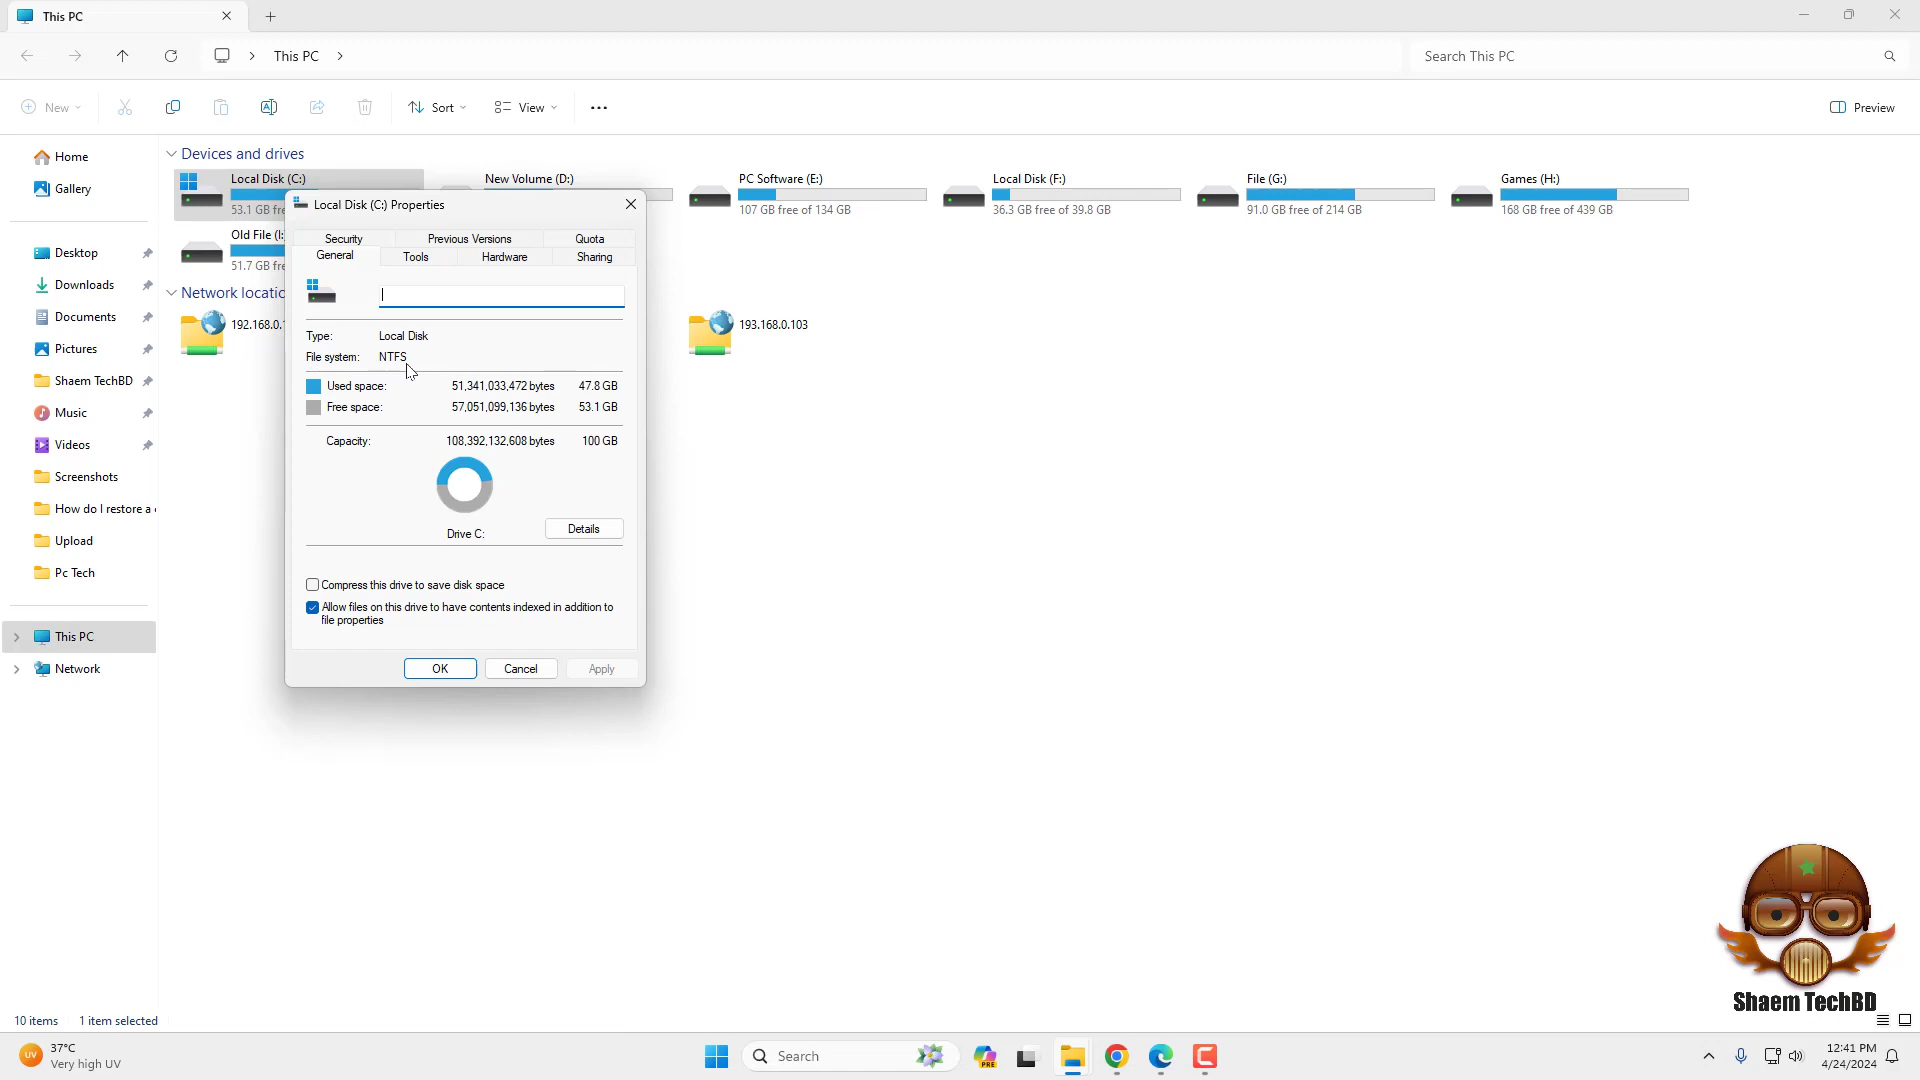 This PC
This PC
Search This PC
New
Sort
View
Preview
Home
Gallery
Desktop
Downloads
Documents
Pictures
Shaem TechBD
Music
Videos
Screenshots
How do I restore a
Upload
Pc Tech
This PC
Network
Devices and drives
Local Disk (C:)
53.1 GB fre
New Volume (D:)
PC Software (E:)
107 GB free of 134 GB
Local Disk (F:)
36.3 GB free of 39.8 GB
File (G:)
91.0 GB free of 214 GB
Games (H:)
168 GB free of 439 GB
Old File (I:
51.7 GB fre
Network locatio
192.168.0.
193.168.0.103
Local Disk (C:) Properties
Security
Previous Versions
Quota
General
Tools
Hardware
Sharing
Type: Local Disk
File system: NTFS
Used space: 51,341,033,472 bytes 47.8 GB
Free space: 57,051,099,136 bytes 53.1 GB
Capacity: 108,392,132,608 bytes 100 GB
Drive C:
Details
Compress this drive to save disk space
Allow files on this drive to have contents indexed in addition to
file properties
OK
Cancel
Apply
Shaem TechBD
10 items 1 item selected
UV
37°C
Very high UV
Search
PRE
12:41 PM
4/24/2024